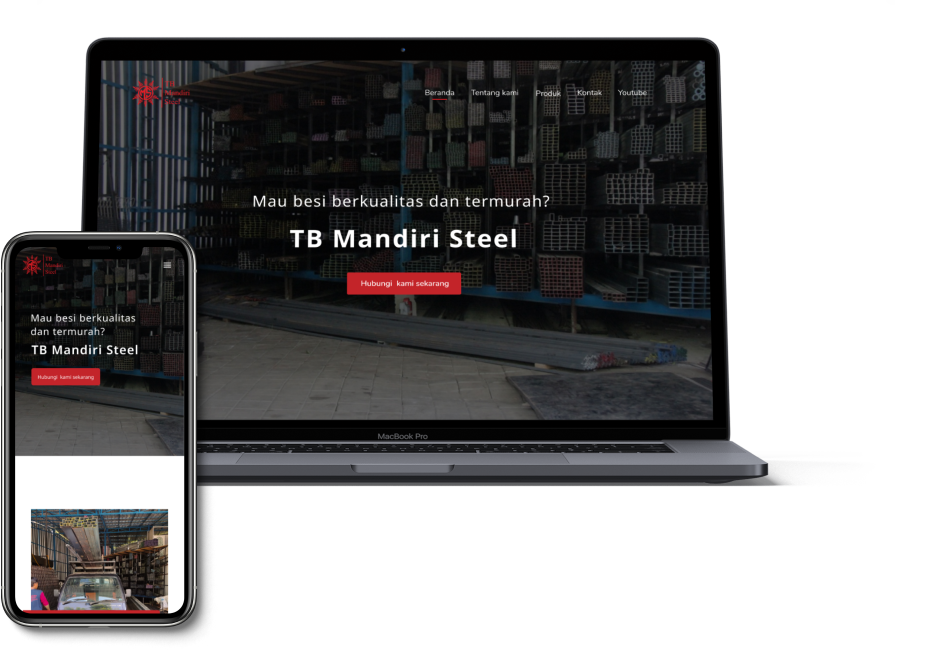 TB
Mandiri
Steel
Beranda
Tentang kami
Produk
Kontak
Youtube
Mau besi berkualitas dan termurah?
TB Mandiri Steel
Hubungi kami sekarang
MacBook Pro
TB
Mandiri
Steel
Mau besi berkualitas
dan termurah?
TB Mandiri Steel
Hubungi kami sekarang